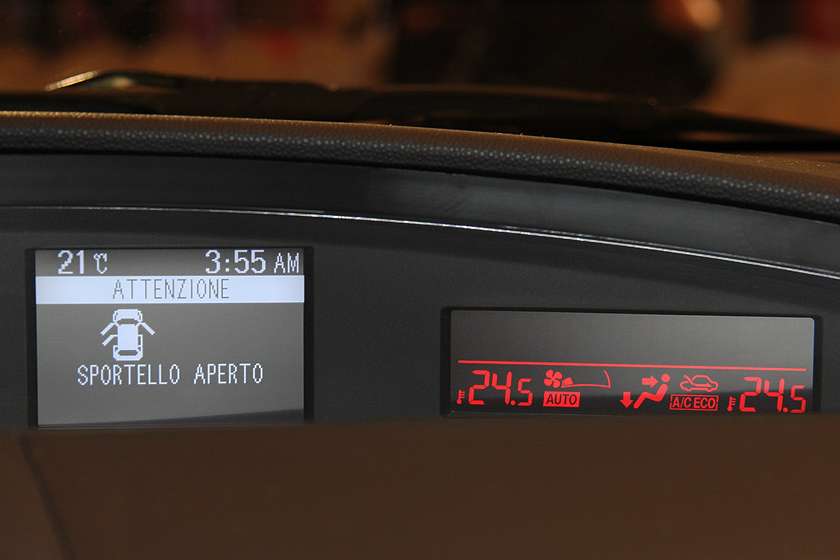 21°C 3:55 AM
ATTENZIONE
SPORTELLO APERTO
24.5 AUTO A/C ECO 24.5